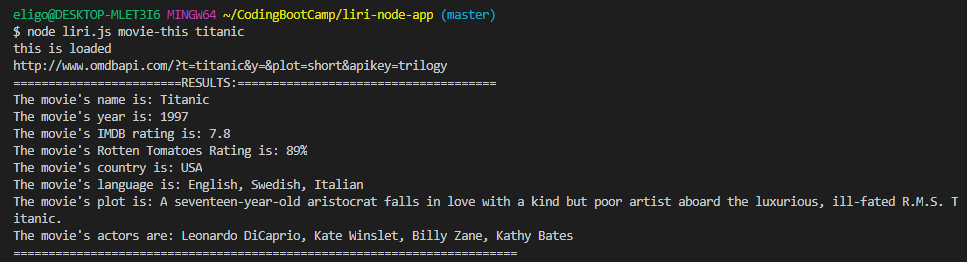 eligo@DESKTOP-MLET3I6 MINGW64 ~/CodingBootCamp/liri-node-app (master)
$ node liri.js movie-this titanic
this is loaded
http://www.omdbapi.com/?t=titanic&y=&plot=short&apikey=trilogy
========================RESULTS:=====================================
The movie's name is: Titanic
The movie's year is: 1997
The movie's IMDB rating is: 7.8
The movie's Rotten Tomatoes Rating is: 89%
The movie's country is: USA
The movie's language is: English, Swedish, Italian
The movie's plot is: A seventeen-year-old aristocrat falls in love with a kind but poor artist aboard the luxurious, ill-fated R.M.S. T
itanic.
The movie's actors are: Leonardo DiCaprio, Kate Winslet, Billy Zane, Kathy Bates
========================================================================